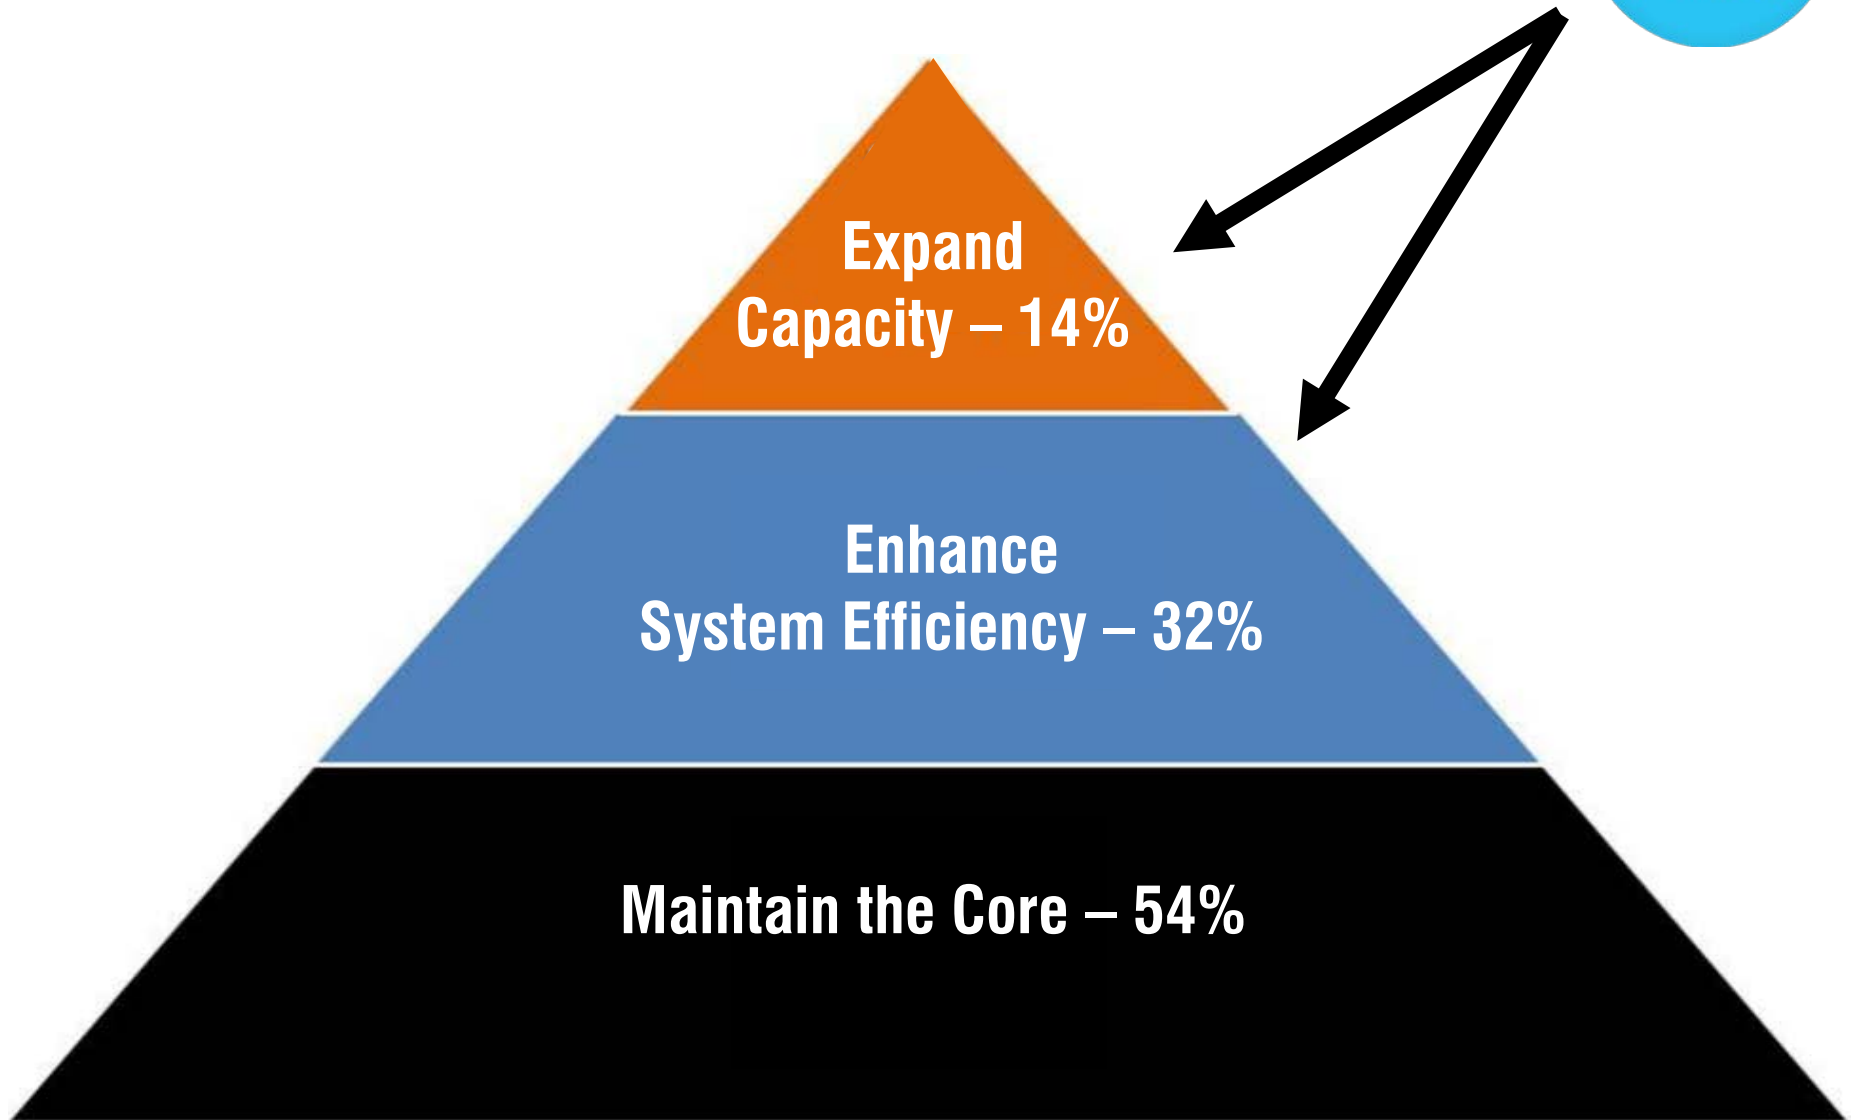 Expand
Capacity – 14%
Enhance
System Efficiency – 32%
Maintain the Core – 54%